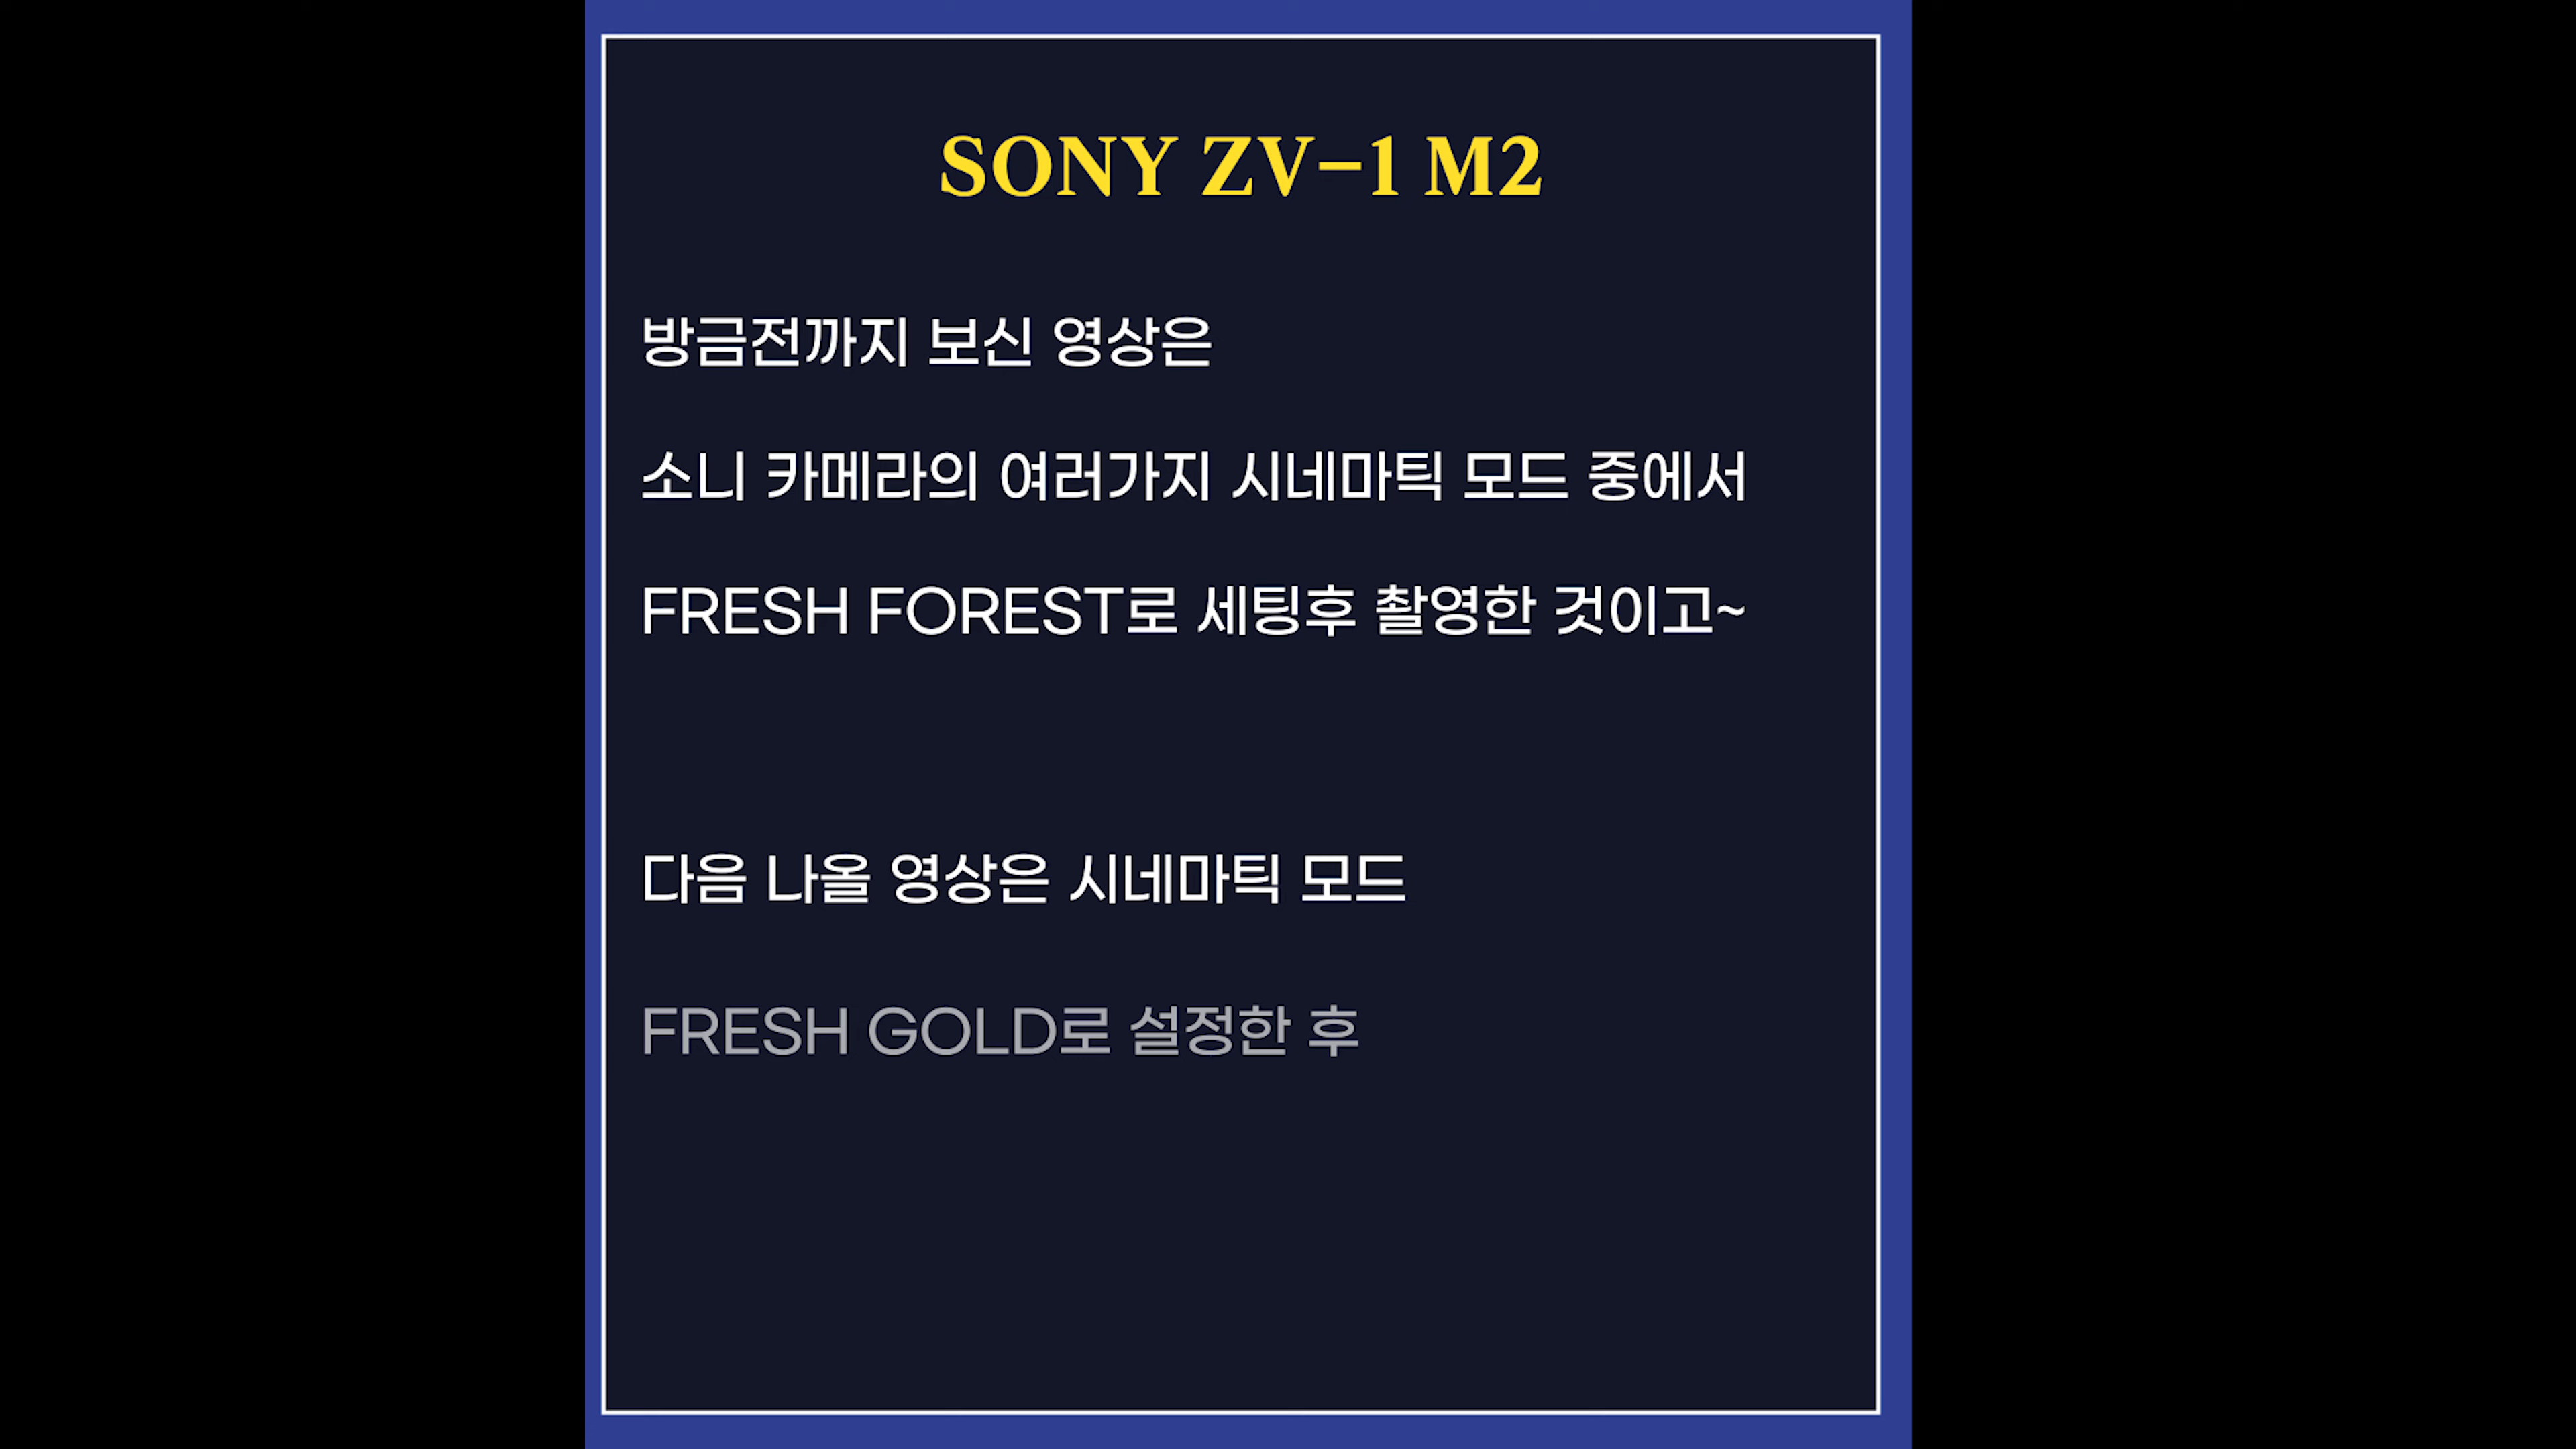 SONY ZV-1 M2
방금전까지 보신 영상은
소니 카메라의 여러가지 시네마틱 모드 중에서
FRESH FOREST로 세팅후 촬영한 것이고~
다음 나올 영상은 시네마틱 모드
FRESH GOLD로 설정한 후